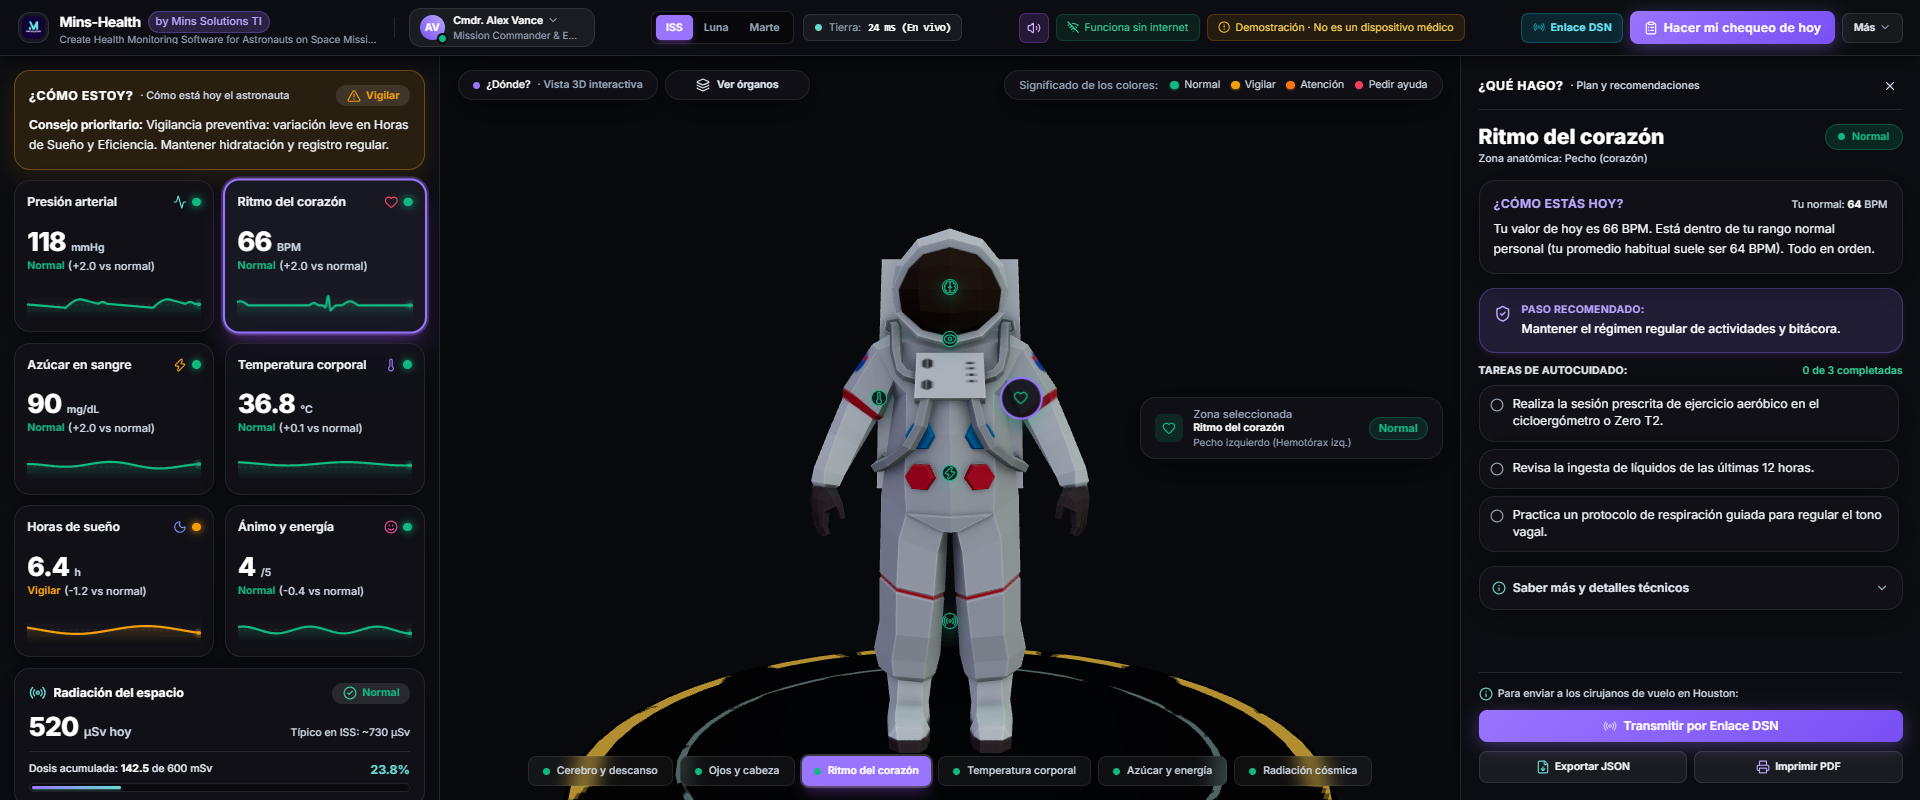 Mins-Health by Mins Solutions TI
Create Health Monitoring Software for Astronauts on Space Missi...
AV
Cmdr. Alex Vance
Mission Commander & E...
ISS Luna Marte
Tierra: 24 ms (En vivo)
Funciona sin internet
Demostración · No es un dispositivo médico
Enlace DSN
Hacer mi chequeo de hoy
Más
¿CÓMO ESTOY? · Cómo está hoy el astronauta
Vigilar
Consejo prioritario: Vigilancia preventiva: variación leve en Horas
de Sueño y Eficiencia. Mantener hidratación y registro regular.
Presión arterial
118 mmHg
Normal (+2.0 vs normal)
Ritmo del corazón
66 BPM
Normal (+2.0 vs normal)
Azúcar en sangre
90 mg/dL
Normal (+2.0 vs normal)
Temperatura corporal
36.8 °C
Normal (+0.1 vs normal)
Horas de sueño
6.4 h
Vigilar (-1.2 vs normal)
Ánimo y energía
4 /5
Normal (-0.4 vs normal)
Radiación del espacio
Normal
520 µSv hoy
Típico en ISS: ~730 µSv
Dosis acumulada: 142.5 de 600 mSv
23.8%
¿Dónde? · Vista 3D interactiva
Ver órganos
Significado de los colores: Normal Vigilar Atención Pedir ayuda
Zona seleccionada
Ritmo del corazón
Pecho izquierdo (Hemotórax izq.)
Normal
Cerebro y descanso
Ojos y cabeza
Ritmo del corazón
Temperatura corporal
Azúcar y energía
Radiación cósmica
¿QUÉ HAGO? · Plan y recomendaciones
Ritmo del corazón
Normal
Zona anatómica: Pecho (corazón)
¿CÓMO ESTÁS HOY?
Tu normal: 64 BPM
Tu valor de hoy es 66 BPM. Está dentro de tu rango normal
personal (tu promedio habitual suele ser 64 BPM). Todo en orden.
PASO RECOMENDADO:
Mantener el régimen regular de actividades y bitácora.
TAREAS DE AUTOCUIDADO:
0 de 3 completadas
Realiza la sesión prescrita de ejercicio aeróbico en el
cicloergómetro o Zero T2.
Revisa la ingesta de líquidos de las últimas 12 horas.
Practica un protocolo de respiración guiada para regular el tono
vagal.
Saber más y detalles técnicos
Para enviar a los cirujanos de vuelo en Houston:
Transmitir por Enlace DSN
Exportar JSON
Imprimir PDF